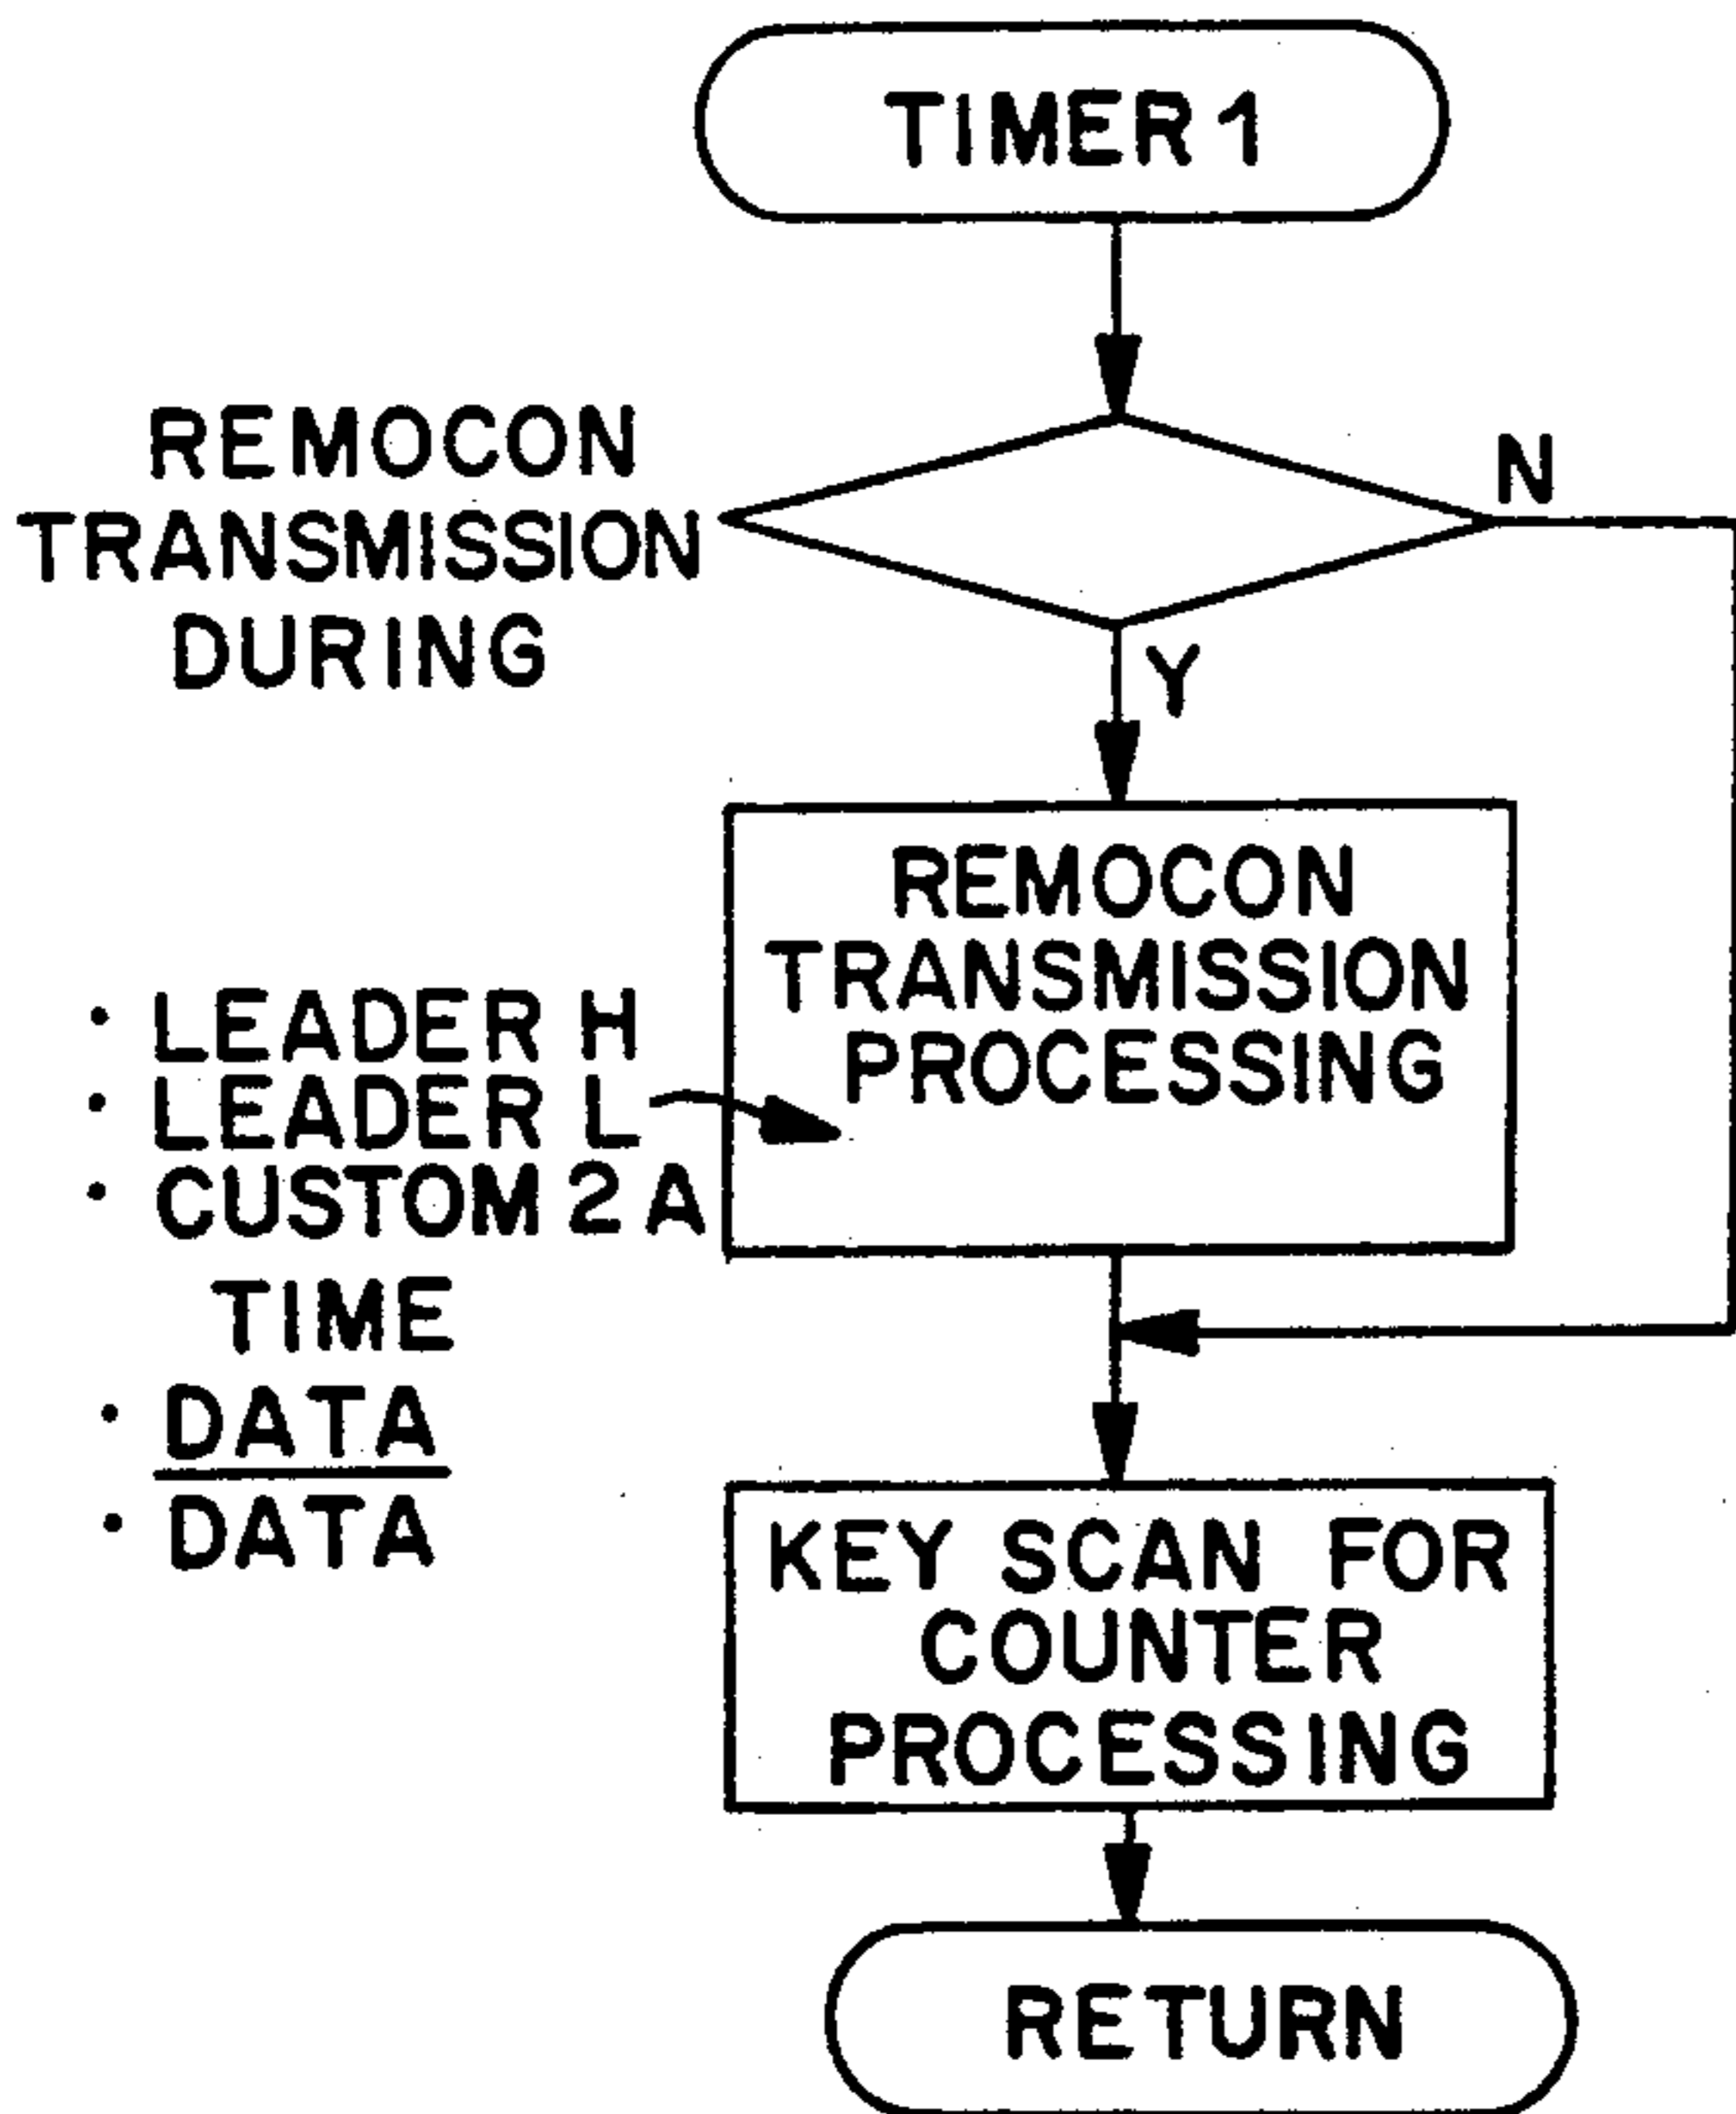 TIMER 1
REMOCON
TRANSMISSION
DURING
N
Y
REMOCON
TRANSMISSION
PROCESSING
· LEADER H
· LEADER L
· CUSTOM 2 A
TIME
· DATA
· DATA
KEY SCAN FOR
COUNTER
PROCESSING
RETURN